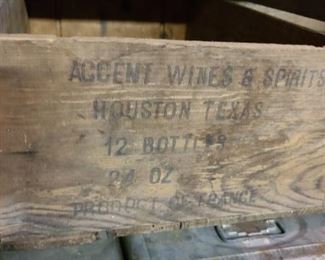 ACCENT WINES & SPIRITS
HOUSTON TEXAS
12 BOTTLES
24 OZ
PRODUCT OF FRANCE